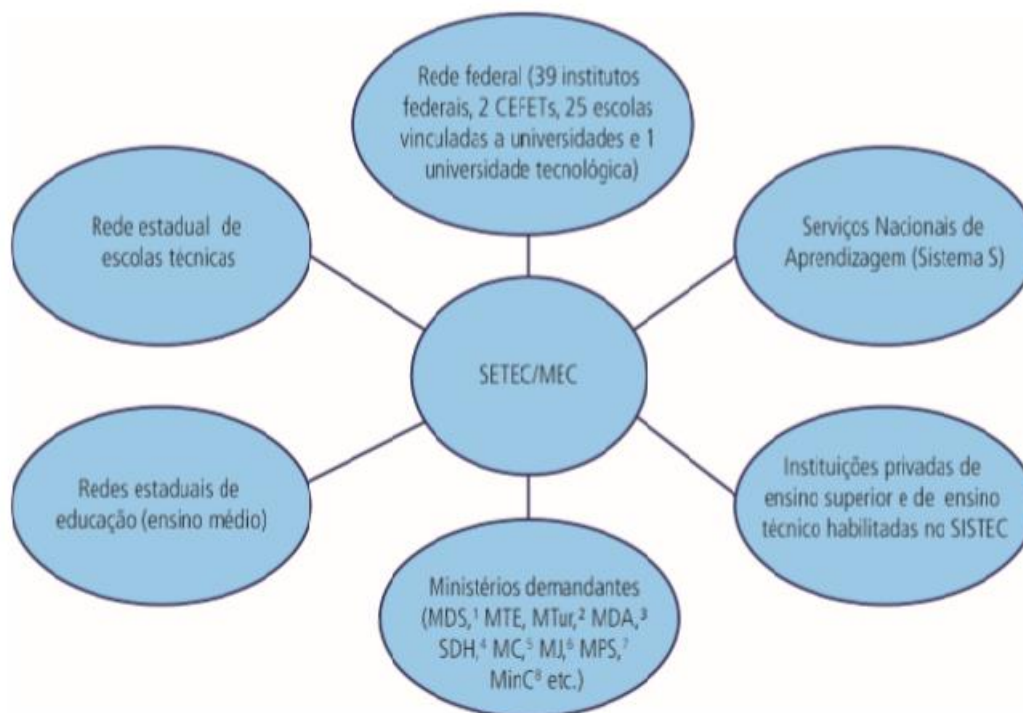 Rede federal (39 institutos
federais, 2 CEFETs, 25 escolas
vinculadas a universidades e 1
universidade tecnológica)
Rede estadual de
escolas técnicas
Serviços Nacionais de
Aprendizagem (Sistema S)
SETEC/MEC
Redes estaduais de
educação (ensino médio)
Instituições privadas de
ensino superior e de ensino
técnico habilitadas no SISTEC
Ministérios demandantes
(MDS,¹ MTE, MTur,² MDA,³
SDH,⁴ MC,⁵ MJ,⁶ MPS,⁷
MinC⁸ etc.)